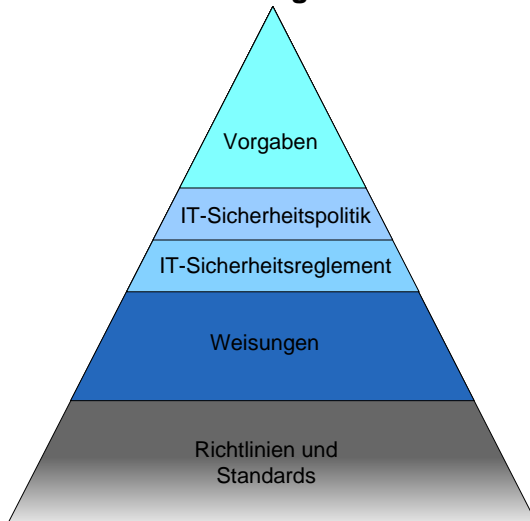 Vorgaben
IT-Sicherheitspolitik
IT-Sicherheitsreglement
Weisungen
Richtlinien und
Standards